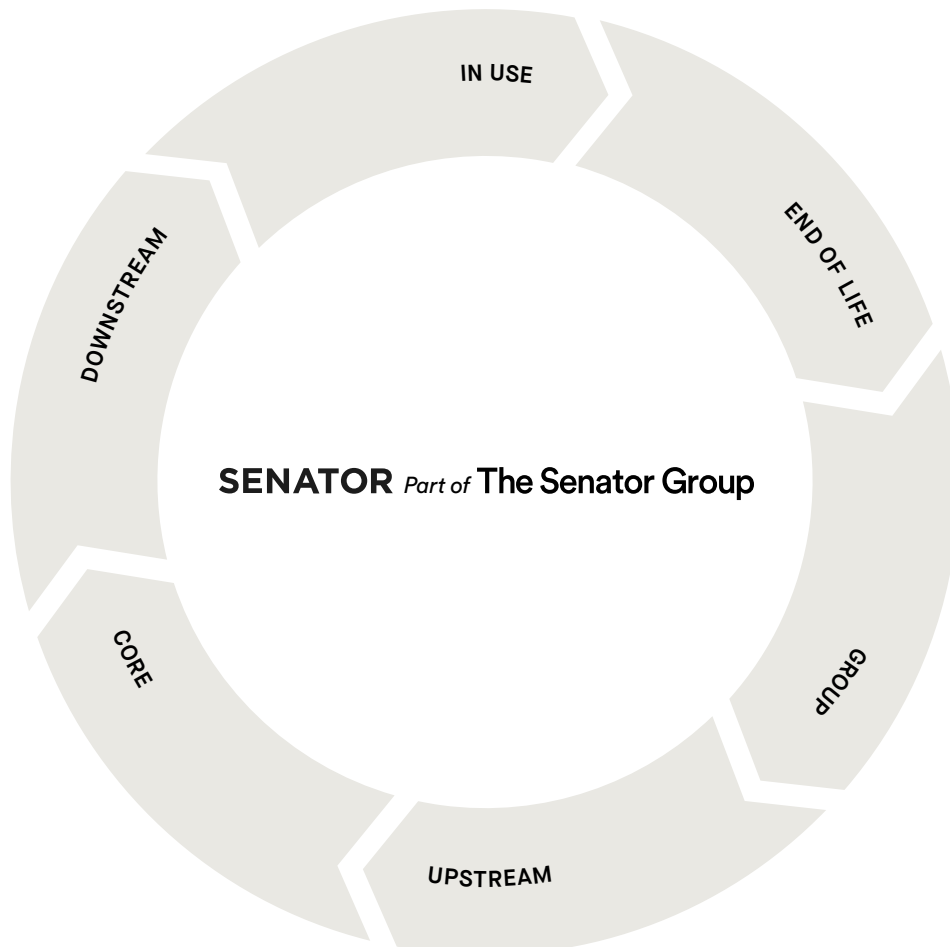 IN USE
END OF LIFE
GROUP
UPSTREAM
CORE
DOWNSTREAM
SENATOR Part of The Senator Group